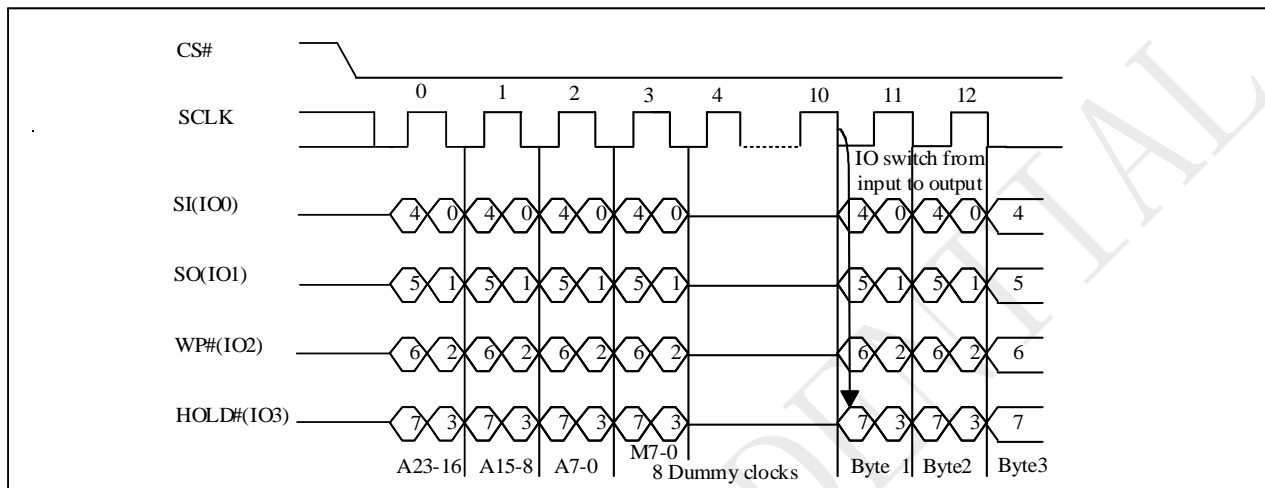 CS#
0 1 2 3 4 10 11 12
SCLK
IO switch from
input to output
SI(IO0) 4 0 4 0 4 0 4 0 4 0 4 0 4
SO(IO1) 5 1 5 1 5 1 5 1 5 1 5 1 5
WP#(IO2) 6 2 6 2 6 2 6 2 6 2 6 2 6
HOLD#(IO3) 7 3 7 3 7 3 7 3 7 3 7 3 7
A23-16 A15-8 A7-0 M7-0 8 Dummy clocks Byte 1 Byte2 Byte3
DENTIAL